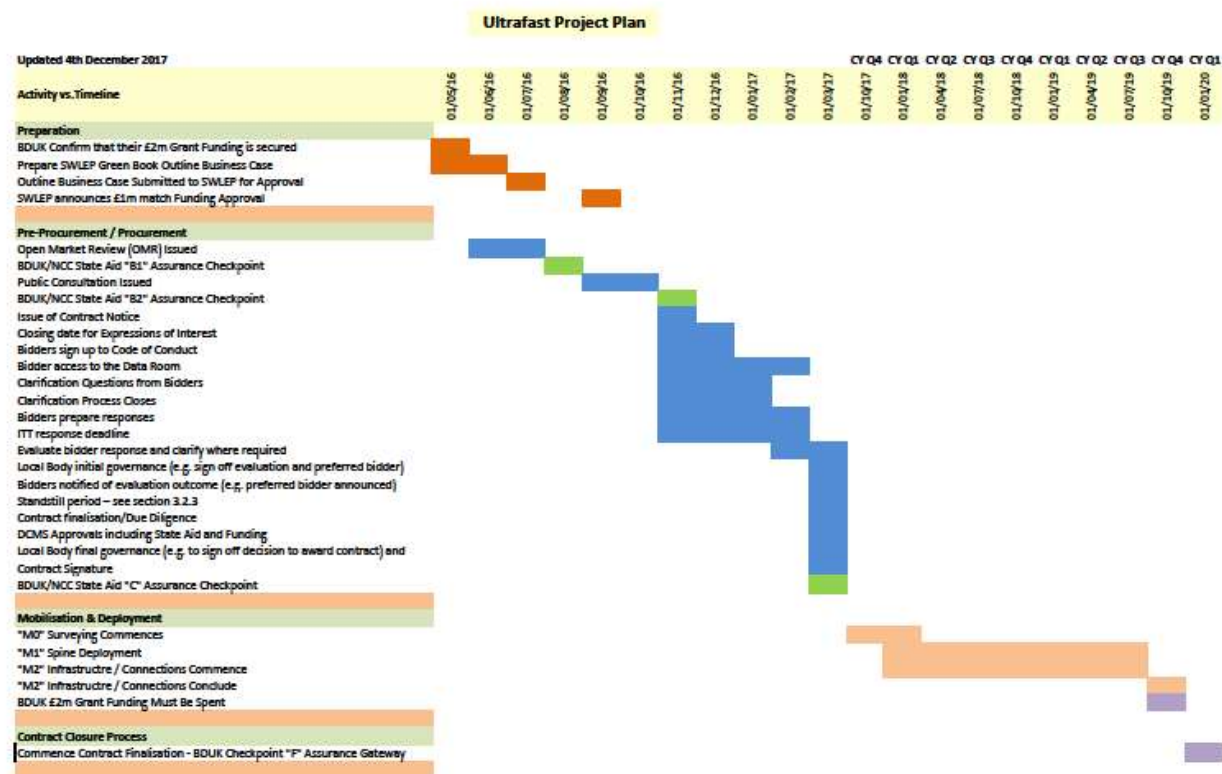 Ultrafast Project Plan
Updated 4th December 2017 CY Q4 CY Q1 CY Q2 CY Q3 CY Q4 CY Q1 CY Q2 CY Q3 CY Q4 CY Q1
Activity vs. Timeline 01/05/16 01/06/16 01/07/16 01/08/16 01/09/16 01/10/16 01/11/16 01/12/16 01/01/17 01/02/17 01/03/17 01/10/17 01/01/18 01/04/18 01/07/18 01/10/18 01/01/19 01/04/19 01/07/19 01/10/19 01/01/20
Preparation
BDUK Confirm that their £2m Grant Funding is secured
Prepare SWLEP Green Book Outline Business Case
Outline Business Case Submitted to SWLEP for Approval
SWLEP announces £1m match Funding Approval
Pre-Procurement / Procurement
Open Market Review (OMR) Issued
BDUK/NCC State Aid "B1" Assurance Checkpoint
Public Consultation Issued
BDUK/NCC State Aid "B2" Assurance Checkpoint
Issue of Contract Notice
Closing date for Expressions of Interest
Bidders sign up to Code of Conduct
Bidder access to the Data Room
Clarification Questions from Bidders
Clarification Process Closes
Bidders prepare responses
ITT response deadline
Evaluate bidder response and clarify where required
Local Body initial governance (e.g. sign off evaluation and preferred bidder)
Bidders notified of evaluation outcome (e.g. preferred bidder announced)
Standstill period – see section 3.2.3
Contract finalisation/Due Diligence
DCMS Approvals including State Aid and Funding
Local Body final governance (e.g. to sign off decision to award contract) and
Contract Signature
BDUK/NCC State Aid "C" Assurance Checkpoint
Mobilisation & Deployment
"M0" Surveying Commences
"M1" Spine Deployment
"M2" Infrastructre / Connections Commence
"M2" Infrastructre / Connections Conclude
BDUK £2m Grant Funding Must Be Spent
Contract Closure Process
Commence Contract Finalisation - BDUK Checkpoint "F" Assurance Gateway